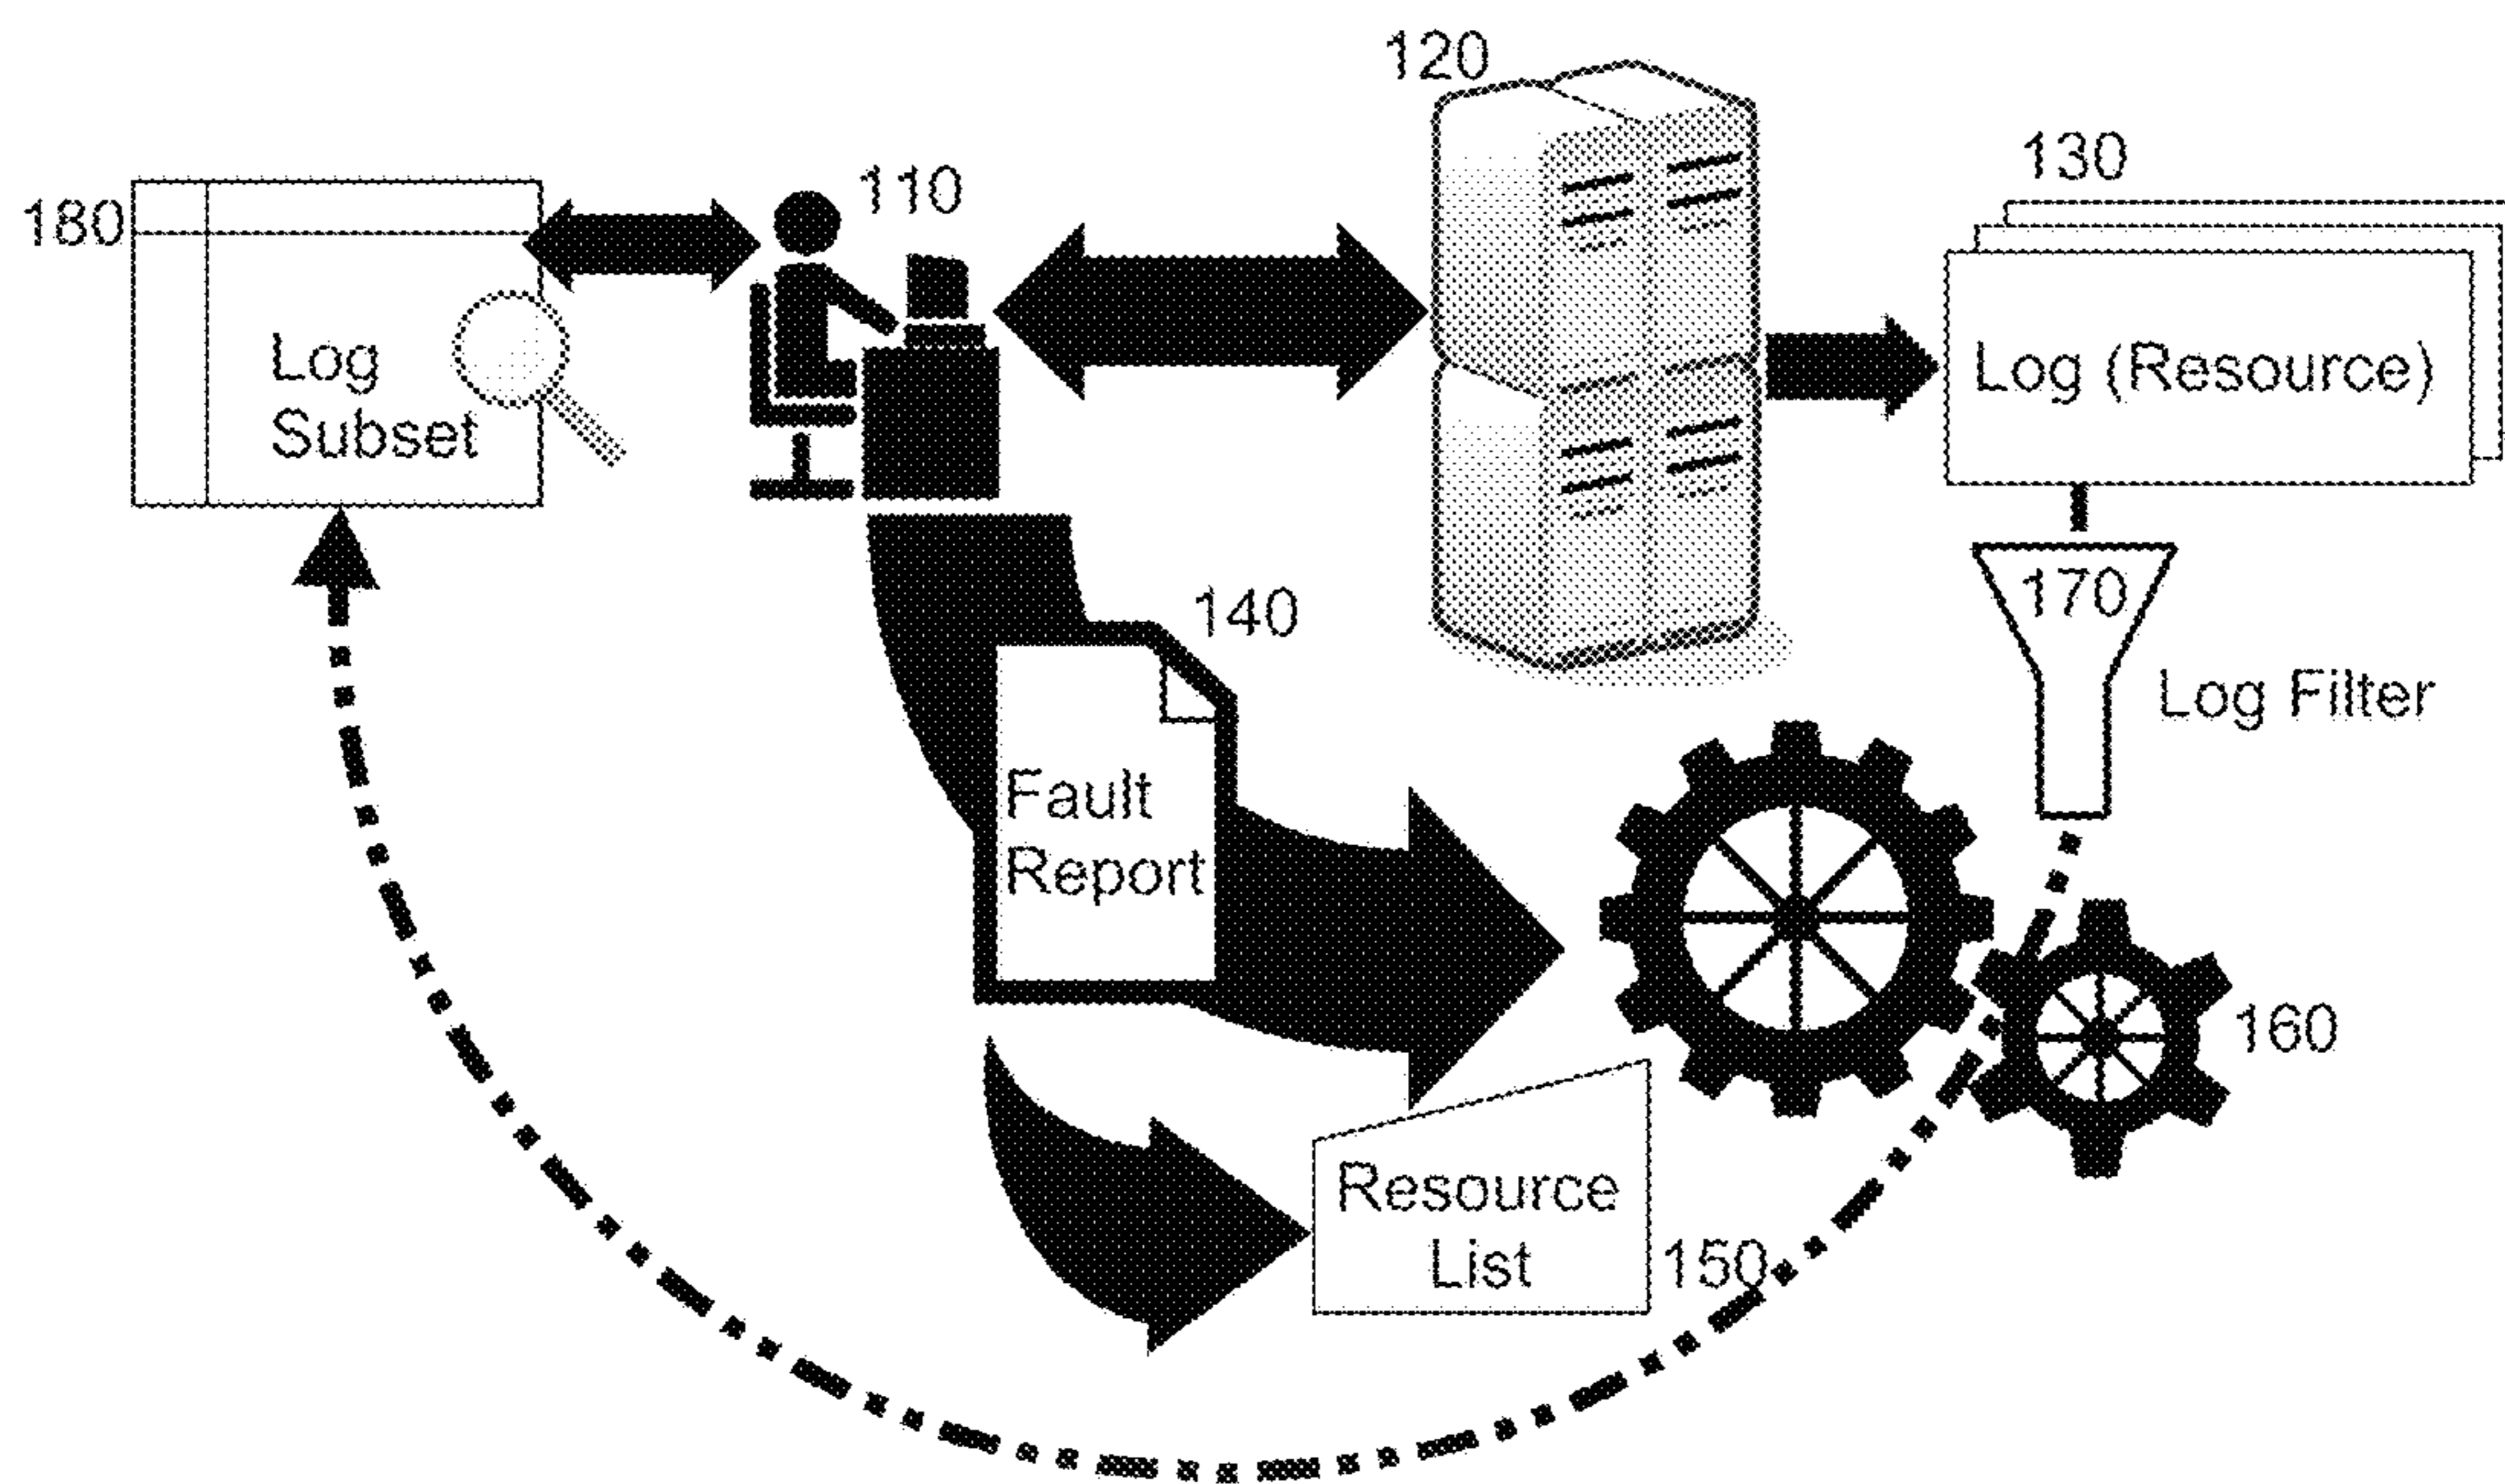 120
130
110
180
Log (Resource)
Log
Subset
170
140
Log Filter
Fault
Report
160
Resource
List
150